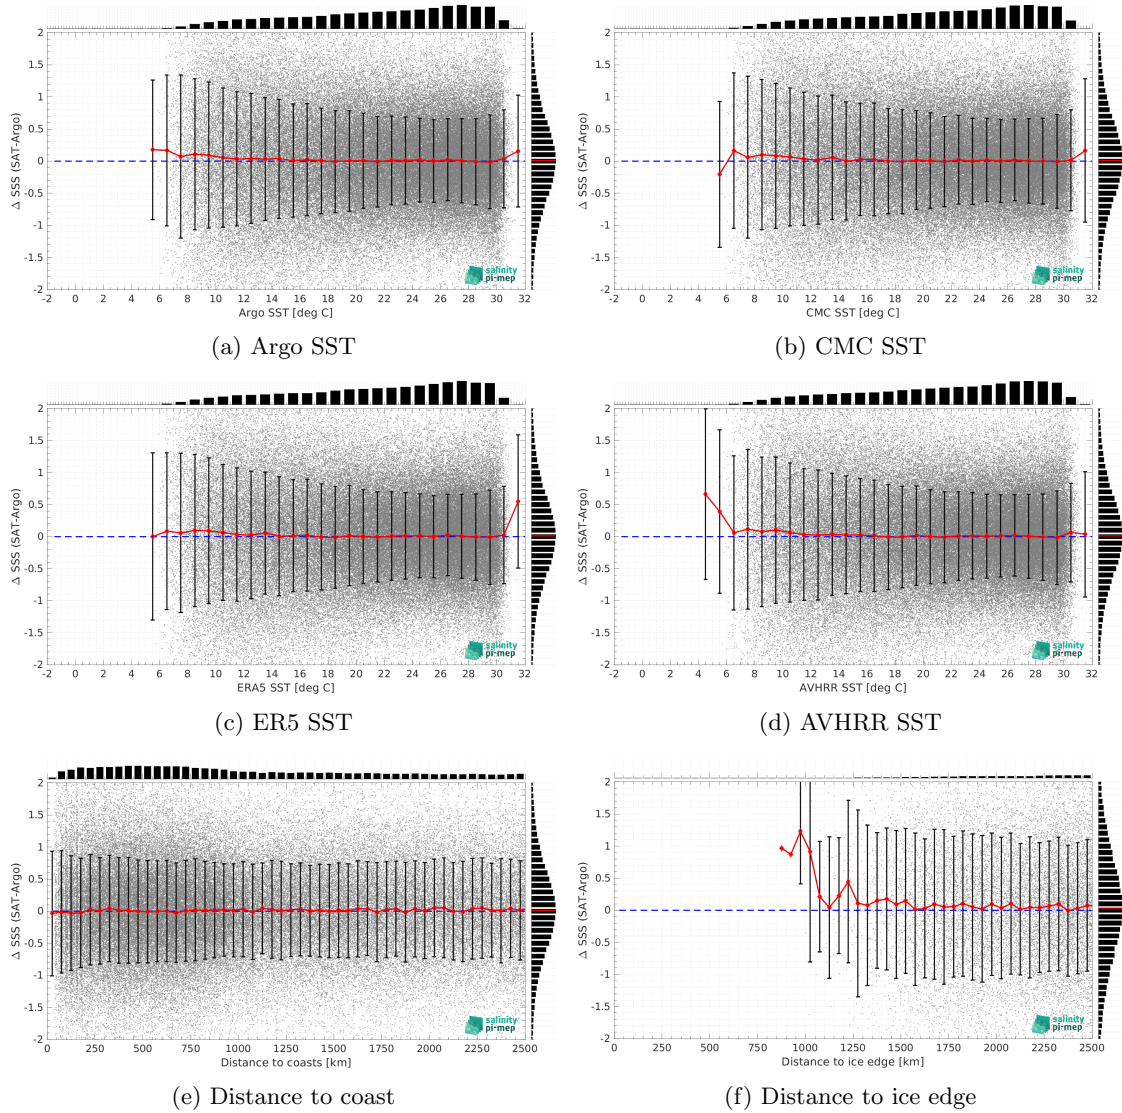 2
1.5
1
0.5
0
-0.5
-1
-1.5
-2
Δ SSS (SAT-Argo)
salinity
pi-mep
-2 0 2 4 6 8 10 12 14 16 18 20 22 24 26 28 30 32
Argo SST [deg C]
(a) Argo SST
2
1.5
1
0.5
0
-0.5
-1
-1.5
-2
Δ SSS (SAT-Argo)
salinity
pi-mep
-2 0 2 4 6 8 10 12 14 16 18 20 22 24 26 28 30 32
CMC SST [deg C]
(b) CMC SST
2
1.5
1
0.5
0
-0.5
-1
-1.5
-2
Δ SSS (SAT-Argo)
salinity
pi-mep
-2 0 2 4 6 8 10 12 14 16 18 20 22 24 26 28 30 32
ERA5 SST [deg C]
(c) ER5 SST
2
1.5
1
0.5
0
-0.5
-1
-1.5
-2
Δ SSS (SAT-Argo)
salinity
pi-mep
-2 0 2 4 6 8 10 12 14 16 18 20 22 24 26 28 30 32
AVHRR SST [deg C]
(d) AVHRR SST
2
1.5
1
0.5
0
-0.5
-1
-1.5
-2
Δ SSS (SAT-Argo)
salinity
pi-mep
0 250 500 750 1000 1250 1500 1750 2000 2250 2500
Distance to coasts [km]
(e) Distance to coast
2
1.5
1
0.5
0
-0.5
-1
-1.5
-2
Δ SSS (SAT-Argo)
salinity
pi-mep
0 250 500 750 1000 1250 1500 1750 2000 2250 2500
Distance to ice edge [km]
(f) Distance to ice edge